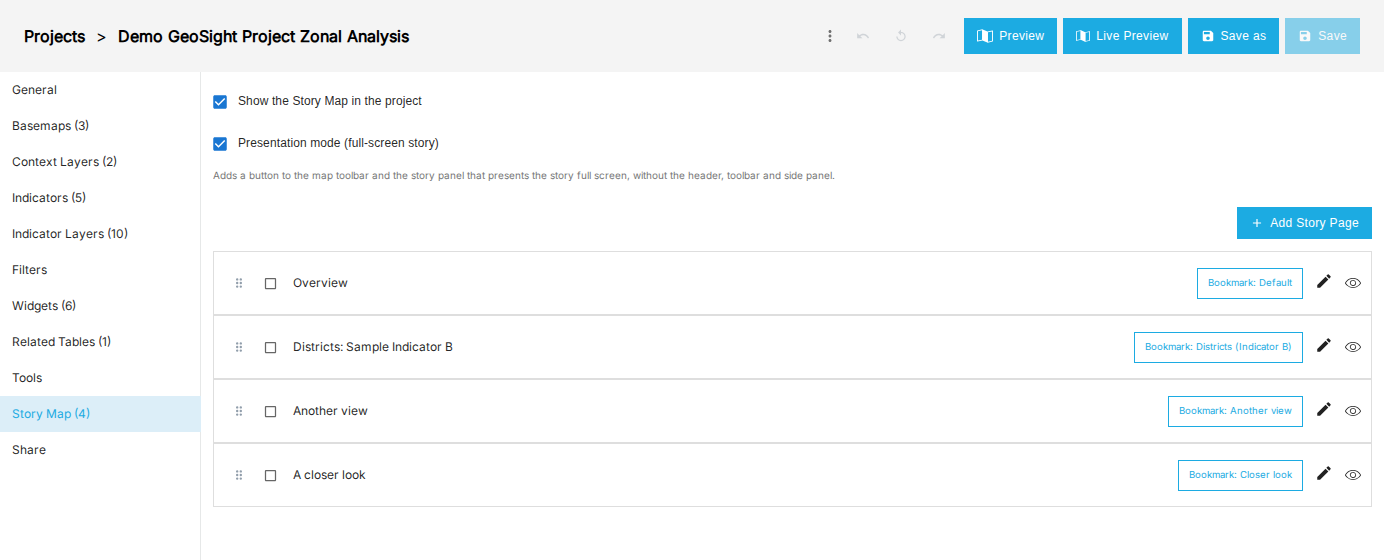 Projects > Demo GeoSight Project Zonal Analysis
Preview
Live Preview
Save as
Save
General
Basemaps (3)
Context Layers (2)
Indicators (5)
Indicator Layers (10)
Filters
Widgets (6)
Related Tables (1)
Tools
Story Map (4)
Share
Show the Story Map in the project
Presentation mode (full-screen story)
Adds a button to the map toolbar and the story panel that presents the story full screen, without the header, toolbar and side panel.
+ Add Story Page
Overview
Bookmark: Default
Districts: Sample Indicator B
Bookmark: Districts (Indicator B)
Another view
Bookmark: Another view
A closer look
Bookmark: Closer look